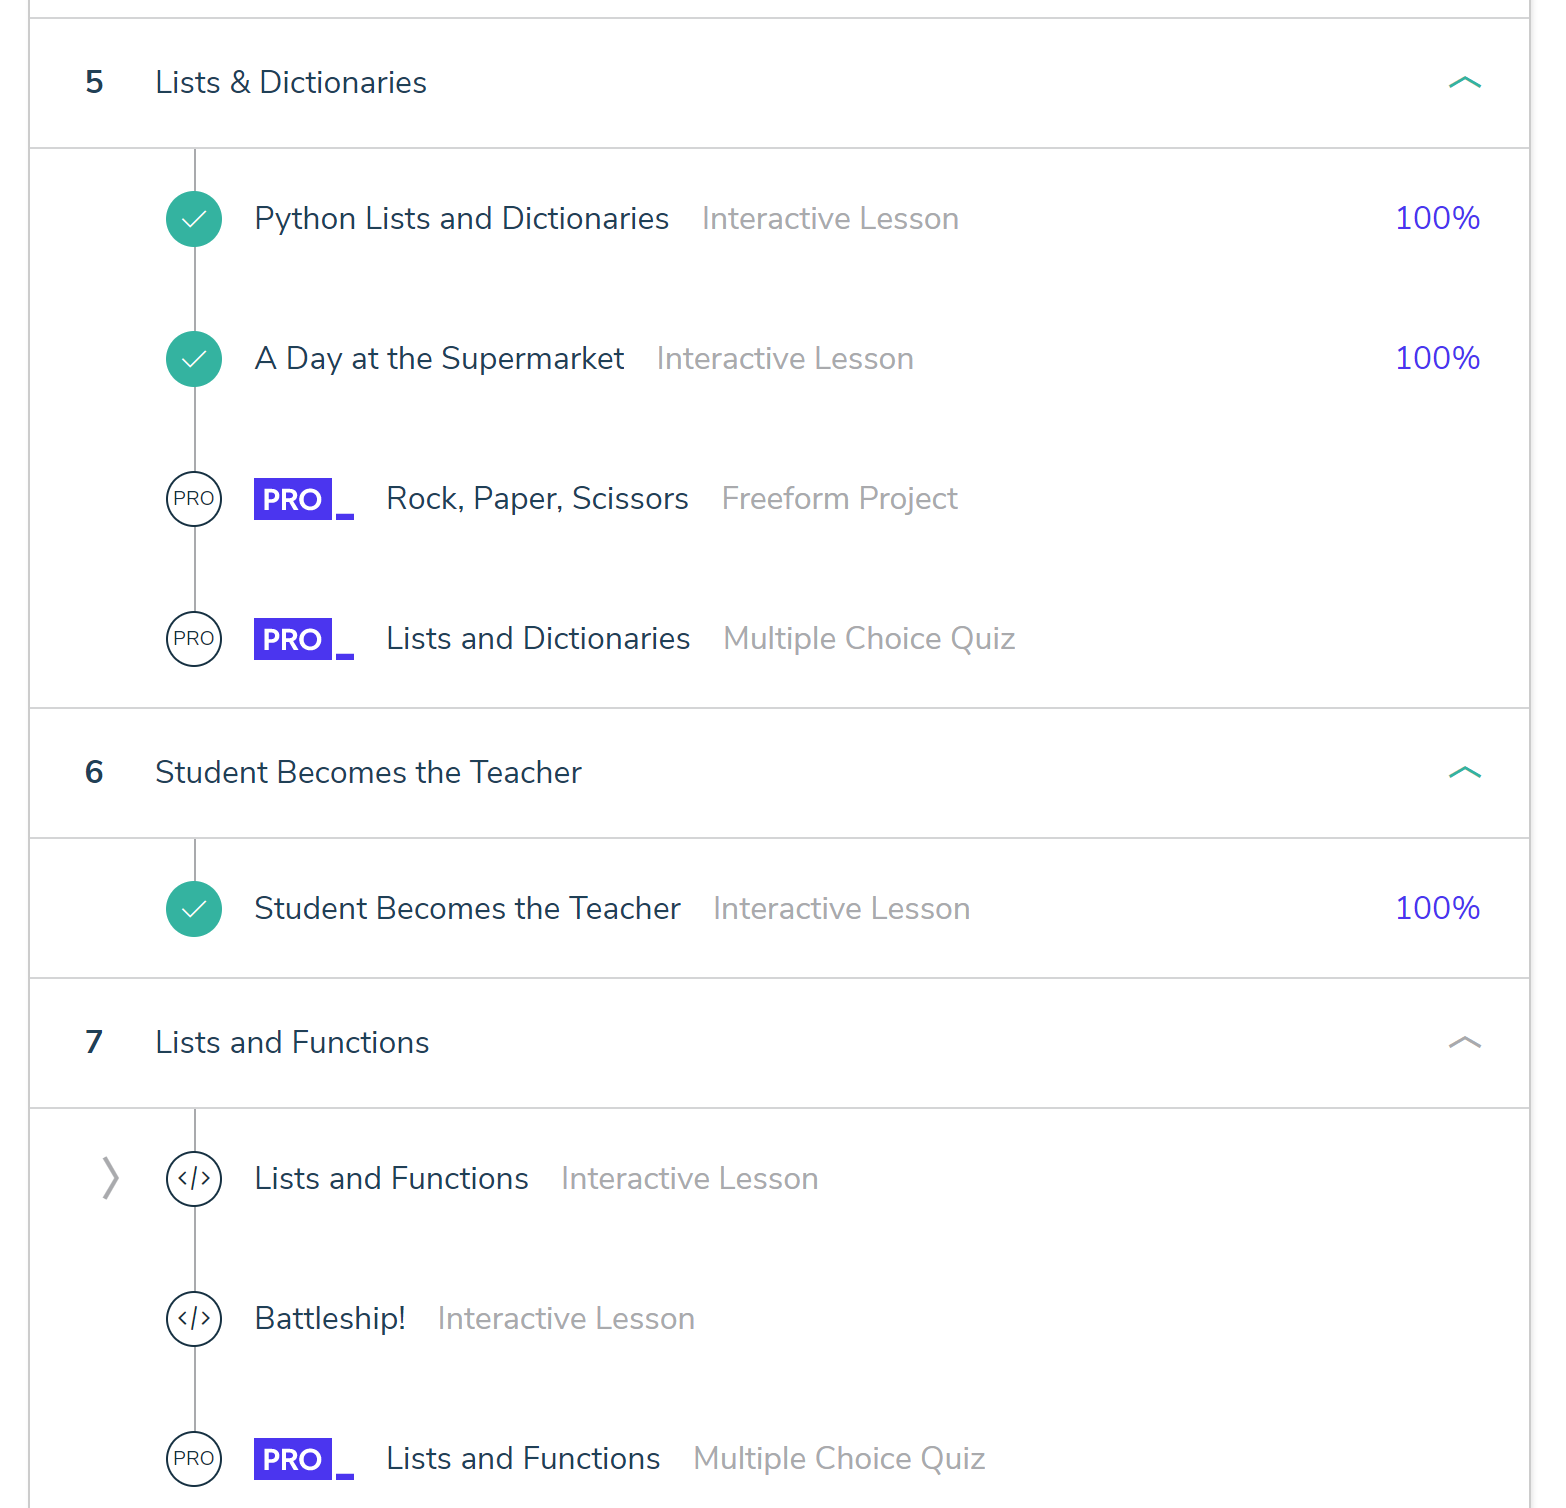 5 Lists & Dictionaries
Python Lists and Dictionaries Interactive Lesson 100%
A Day at the Supermarket Interactive Lesson 100%
PRO PRO_ Rock, Paper, Scissors Freeform Project
PRO PRO_ Lists and Dictionaries Multiple Choice Quiz
6 Student Becomes the Teacher
Student Becomes the Teacher Interactive Lesson 100%
7 Lists and Functions
</> Lists and Functions Interactive Lesson
</> Battleship! Interactive Lesson
PRO PRO_ Lists and Functions Multiple Choice Quiz